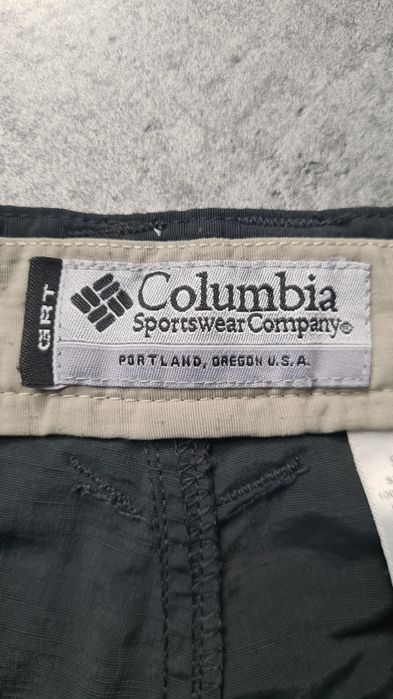 GRT
Columbia
Sportswear Company®
PORTLAND, OREGON U.S.A.